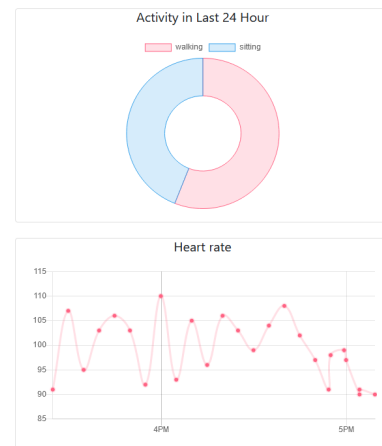 Activity in Last 24 Hour
walking sitting
Heart rate
115
110
105
100
95
90
85
4PM 5PM